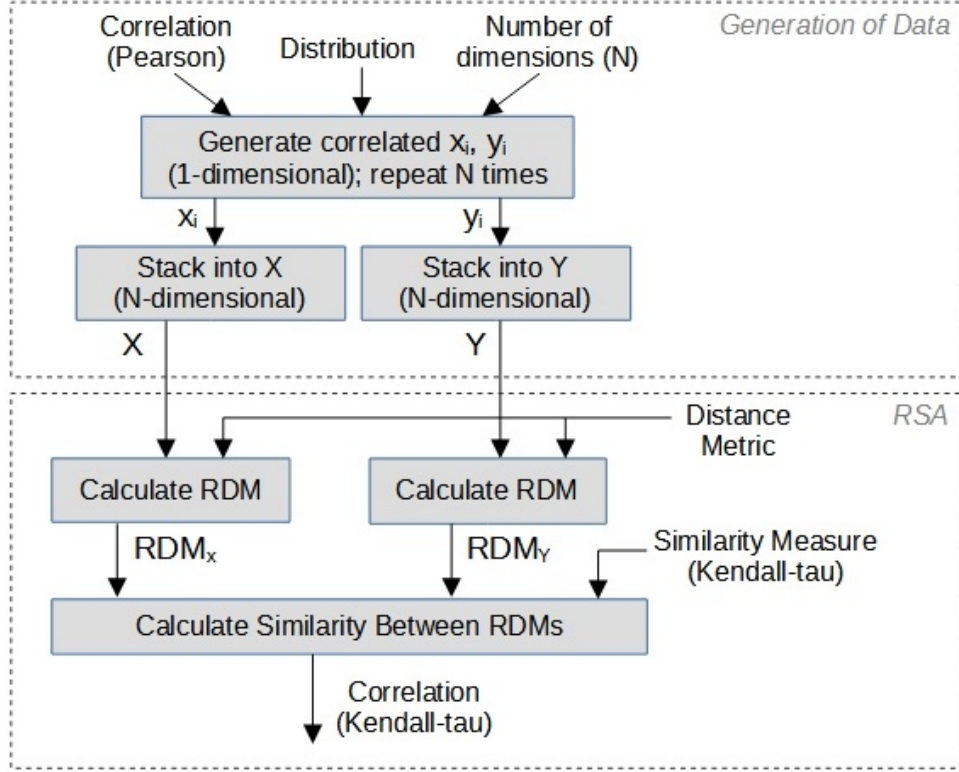 Generation of Data
Correlation
(Pearson)
Distribution
Number of
dimensions (N)
Generate correlated xᵢ, yᵢ
(1-dimensional); repeat N times
xᵢ
yᵢ
Stack into X
(N-dimensional)
Stack into Y
(N-dimensional)
X
Y
RSA
Distance
Metric
Calculate RDM
Calculate RDM
RDMₓ
RDMY
Similarity Measure
(Kendall-tau)
Calculate Similarity Between RDMs
Correlation
(Kendall-tau)